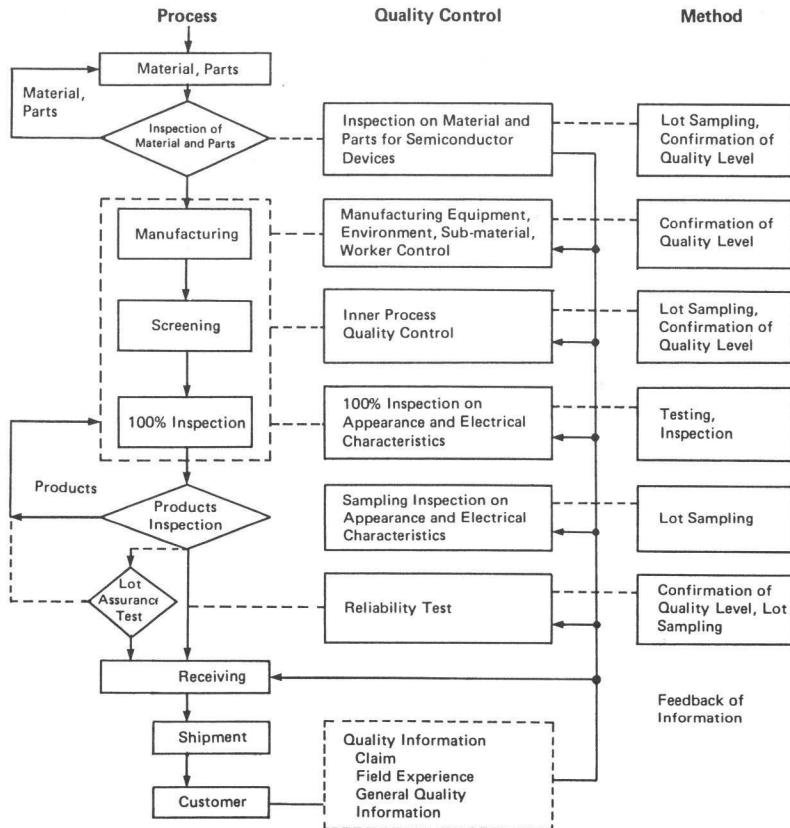 Process
Quality Control
Method
Material, Parts
Material,
Parts
Inspection of
Material and Parts
Inspection on Material and
Parts for Semiconductor
Devices
Lot Sampling,
Confirmation of
Quality Level
Manufacturing
Manufacturing Equipment,
Environment, Sub-material,
Worker Control
Confirmation of
Quality Level
Screening
Inner Process
Quality Control
Lot Sampling,
Confirmation of
Quality Level
100% Inspection
100% Inspection on
Appearance and Electrical
Characteristics
Testing,
Inspection
Products
Products
Inspection
Sampling Inspection on
Appearance and Electrical
Characteristics
Lot Sampling
Lot
Assurance
Test
Reliability Test
Confirmation of
Quality Level, Lot
Sampling
Receiving
Feedback of
Information
Shipment
Quality Information
Claim
Field Experience
General Quality
Information
Customer